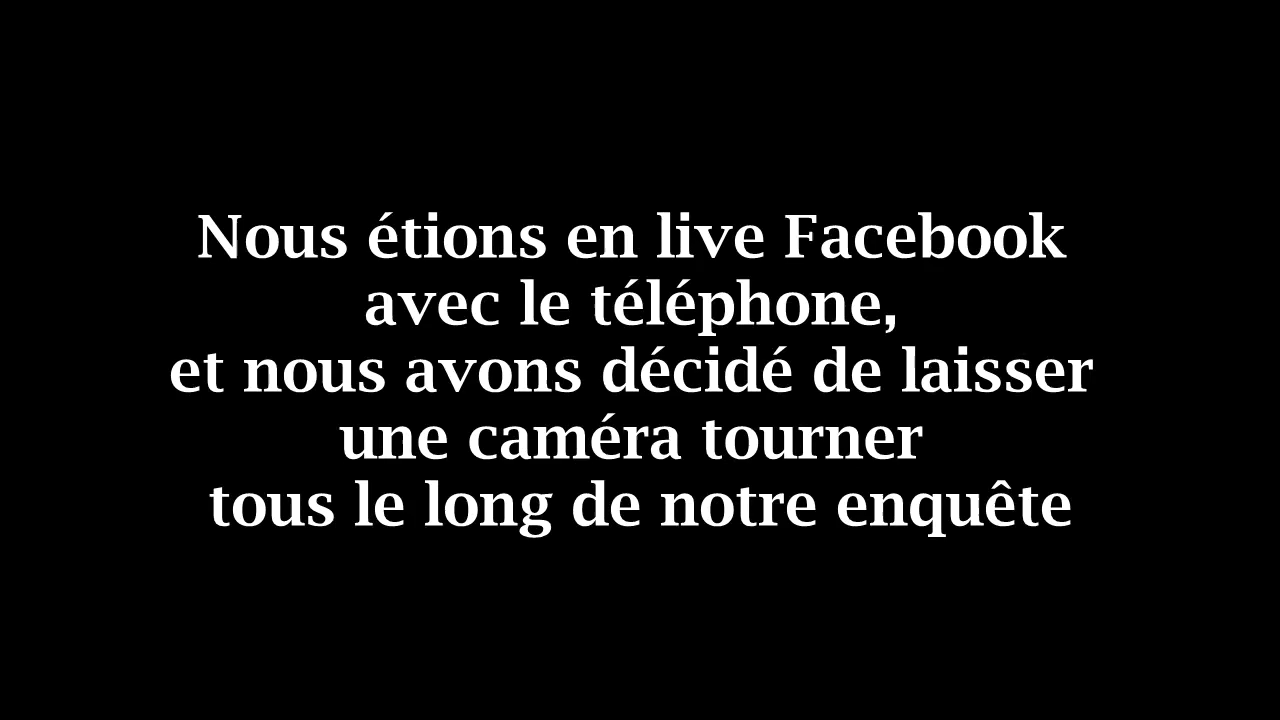 Nous étions en live Facebook
avec le téléphone,
et nous avons décidé de laisser
une caméra tourner
tous le long de notre enquête